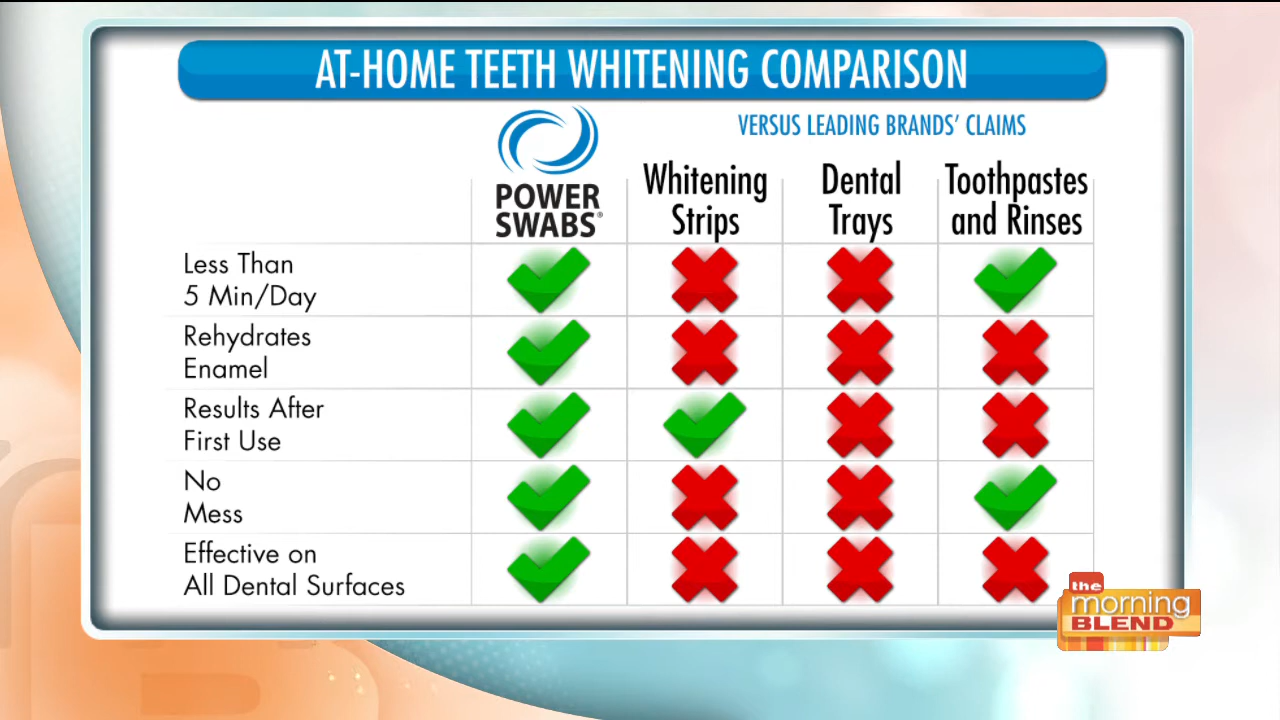 AT-HOME TEETH WHITENING COMPARISON
VERSUS LEADING BRANDS' CLAIMS
POWER
SWABS®
Whitening
Strips
Dental
Trays
Toothpastes
and Rinses
Less Than
5 Min/Day
Rehydrates
Enamel
Results After
First Use
No
Mess
Effective on
All Dental Surfaces
the
morning
BLEND